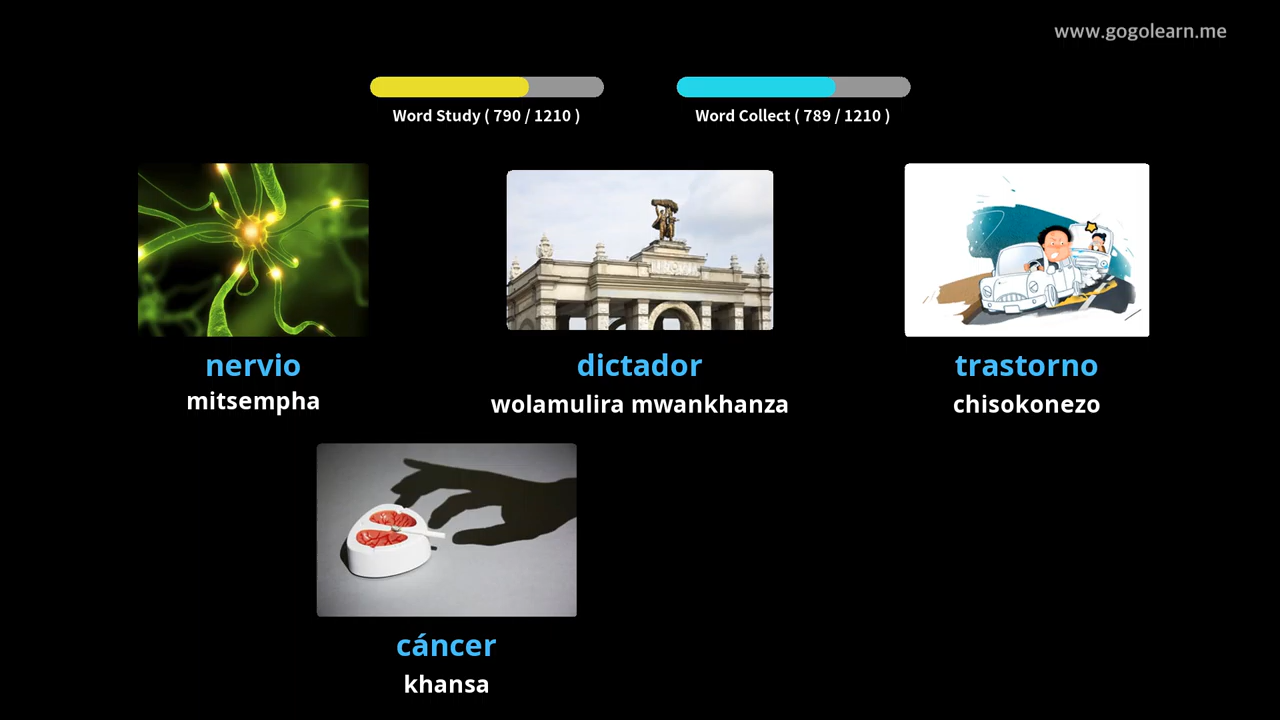 www.gogolearn.me
Word Study ( 790 / 1210 )
Word Collect ( 789 / 1210 )
nervio
mitsempha
dictador
wolamulira mwankhanza
trastorno
chisokonezo
cáncer
khansa